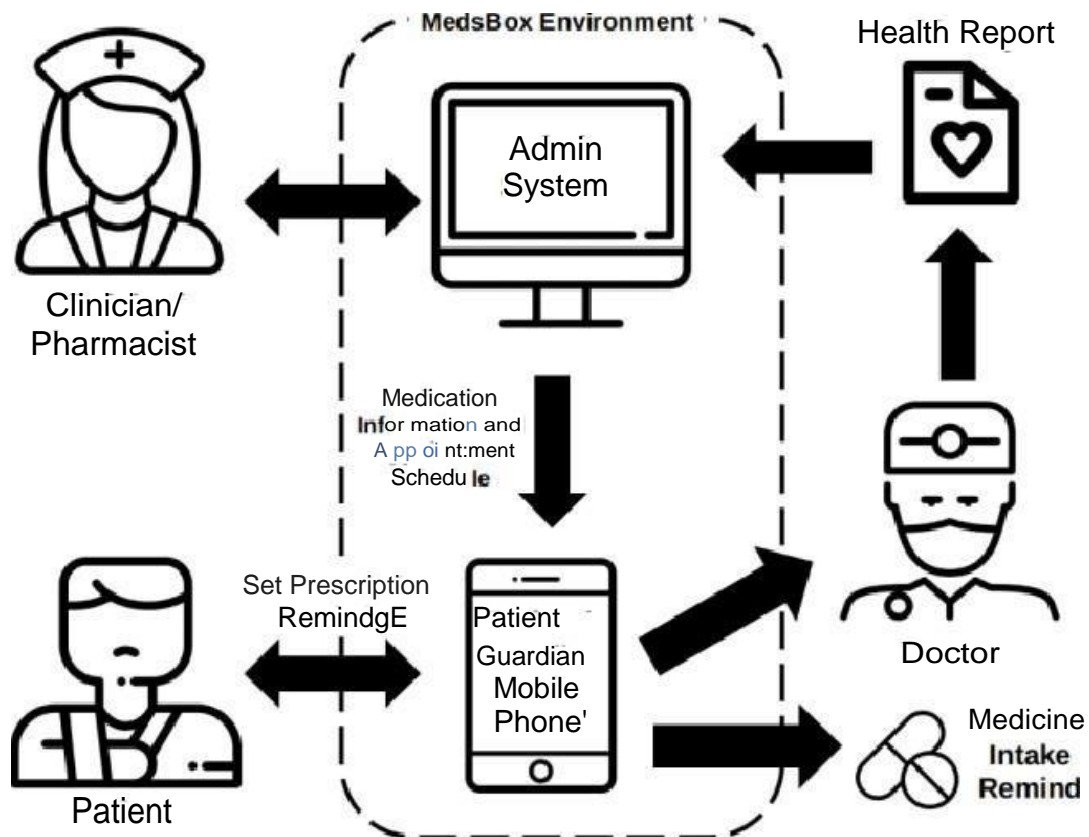 MedsBox Environment
Health Report
Admin
System
Clinician/
Pharmacist
Medication
Infor mation and
A pp oi nt:ment
Schedu le
Set Prescription
RemindgE
Patient
Guardian
Mobile
Phone'
Doctor
Medicine
Intake
Remind
Patient